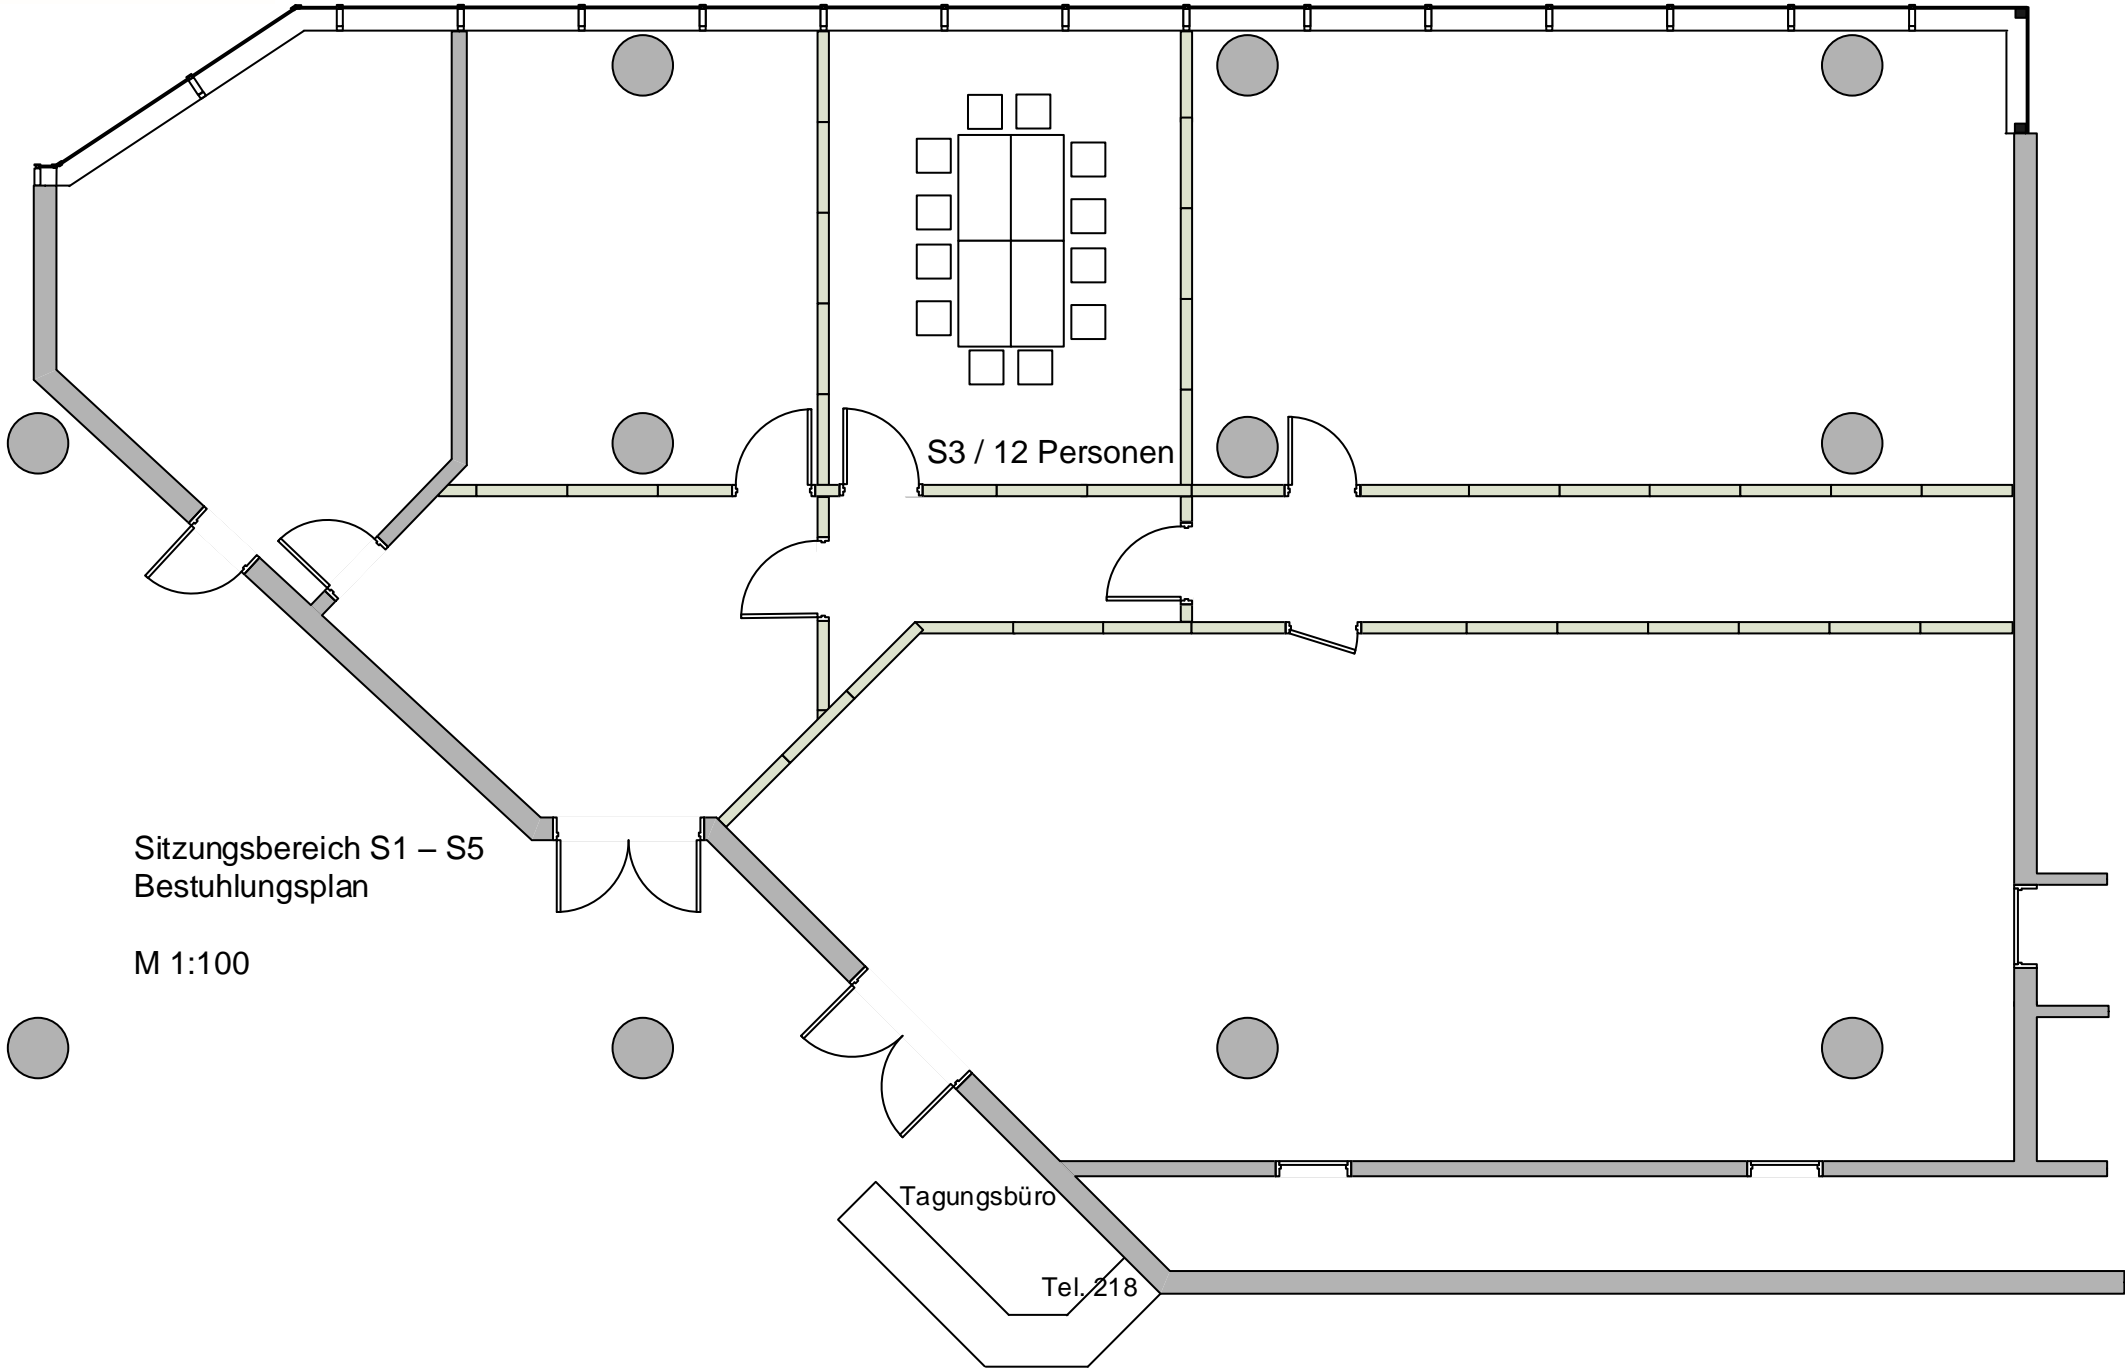 S3 / 12 Personen
Sitzungsbereich S1 – S5
Bestuhlungsplan
M 1:100
Tagungsbüro
Tel. 218